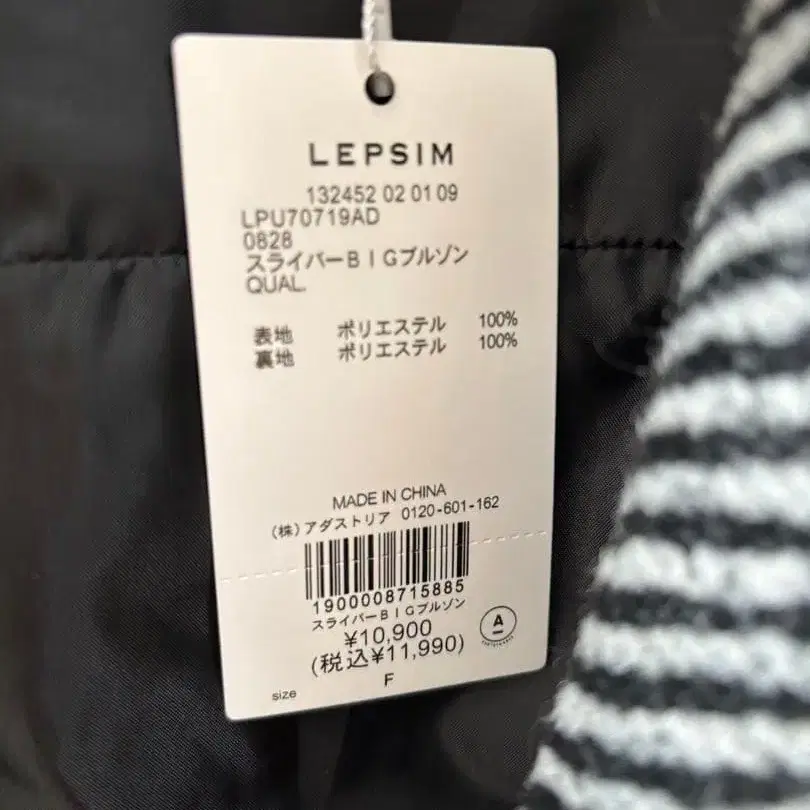 LEPSIM
132452 02 01 09
LPU70719AD
0828
スライバーBIGブルゾン
QUAL.
表地 ポリエステル 100%
裏地 ポリエステル 100%
MADE IN CHINA
(株)アダストリア 0120-601-162
1900008715885
スライバーBIGブルゾン
¥10,900
(税込¥11,990)
A
size F